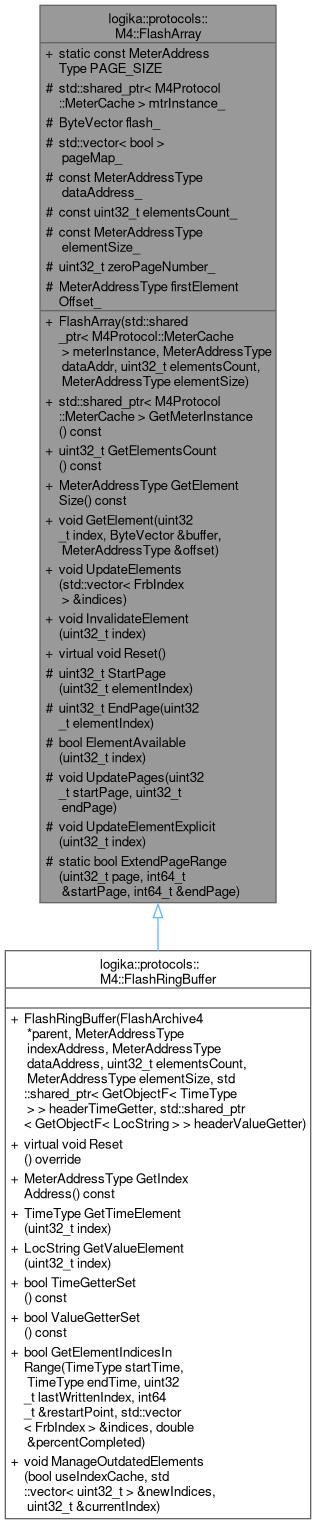 logika::protocols::
M4::FlashArray
+ static const MeterAddress
Type PAGE_SIZE
# std::shared_ptr< M4Protocol
::MeterCache > mtrInstance_
# ByteVector flash_
# std::vector< bool >
pageMap_
# const MeterAddressType
dataAddress_
# const uint32_t elementsCount_
# const MeterAddressType
elementSize_
# uint32_t zeroPageNumber_
# MeterAddressType firstElement
Offset_
+ FlashArray(std::shared
_ptr< M4Protocol::MeterCache
> meterInstance, MeterAddressType
dataAddr, uint32_t elementsCount,
MeterAddressType elementSize)
+ std::shared_ptr< M4Protocol
::MeterCache > GetMeterInstance
() const
+ uint32_t GetElementsCount
() const
+ MeterAddressType GetElement
Size() const
+ void GetElement(uint32
_t index, ByteVector &buffer,
MeterAddressType &offset)
+ void UpdateElements
(std::vector< FrbIndex
> &indices)
+ void InvalidateElement
(uint32_t index)
+ virtual void Reset()
# uint32_t StartPage
(uint32_t elementIndex)
# uint32_t EndPage(uint32
_t elementIndex)
# bool ElementAvailable
(uint32_t index)
# void UpdatePages(uint32
_t startPage, uint32_t
endPage)
# void UpdateElementExplicit
(uint32_t index)
# static bool ExtendPageRange
(uint32_t page, int64_t
&startPage, int64_t &endPage)
logika::protocols::
M4::FlashRingBuffer
+ FlashRingBuffer(FlashArchive4
*parent, MeterAddressType
indexAddress, MeterAddressType
dataAddress, uint32_t elementsCount,
MeterAddressType elementSize, std
::shared_ptr< GetObjectF< TimeType
> > headerTimeGetter, std::shared_ptr
< GetObjectF< LocString > > headerValueGetter)
+ virtual void Reset
() override
+ MeterAddressType GetIndex
Address() const
+ TimeType GetTimeElement
(uint32_t index)
+ LocString GetValueElement
(uint32_t index)
+ bool TimeGetterSet
() const
+ bool ValueGetterSet
() const
+ bool GetElementIndicesIn
Range(TimeType startTime,
TimeType endTime, uint32
_t lastWrittenIndex, int64
_t &restartPoint, std::vector
< FrbIndex > &indices, double
&percentCompleted)
+ void ManageOutdatedElements
(bool useIndexCache, std
::vector< uint32_t > &newIndices,
uint32_t &currentIndex)